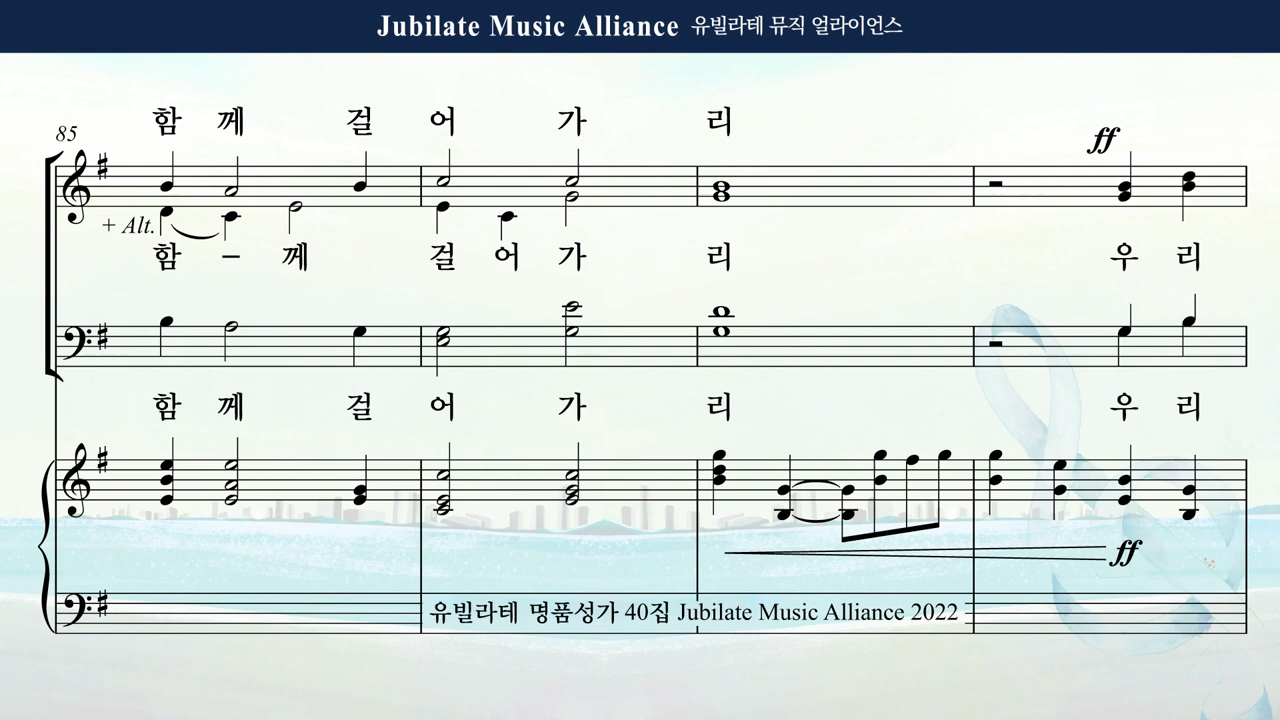 Jubilate Music Alliance 유빌라테 뮤직 얼라이언스
함 께 걸 어 가 리
85
ff
+ Alt.
함 – 께 걸 어 가 리 우 리
함 께 걸 어 가 리 우 리
ff
유빌라테 명품성가 40집 Jubilate Music Alliance 2022